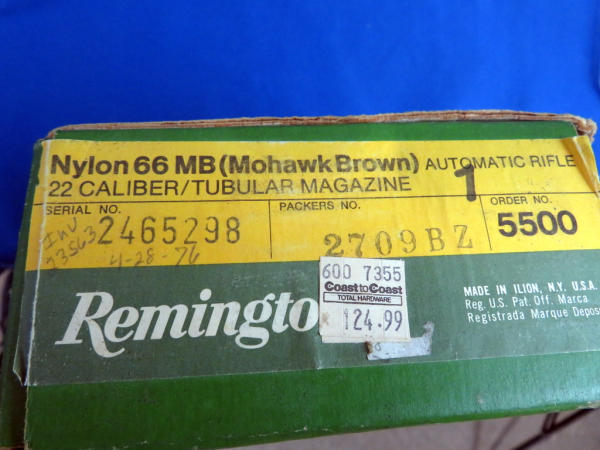 Nylon 66 MB (Mohawk Brown) AUTOMATIC RIFLE
22 CALIBER/TUBULAR MAGAZINE
1
SERIAL NO.
2465298
PACKERS NO.
2709BZ
ORDER NO.
5500
Inv
73563
4-28-76
Remingto
600 7355
Coast to Coast
TOTAL HARDWARE
124.99
MADE IN ILION, N.Y. U.S.A.
Reg. U.S. Pat. Off. Marca
Registrada Marque Depos